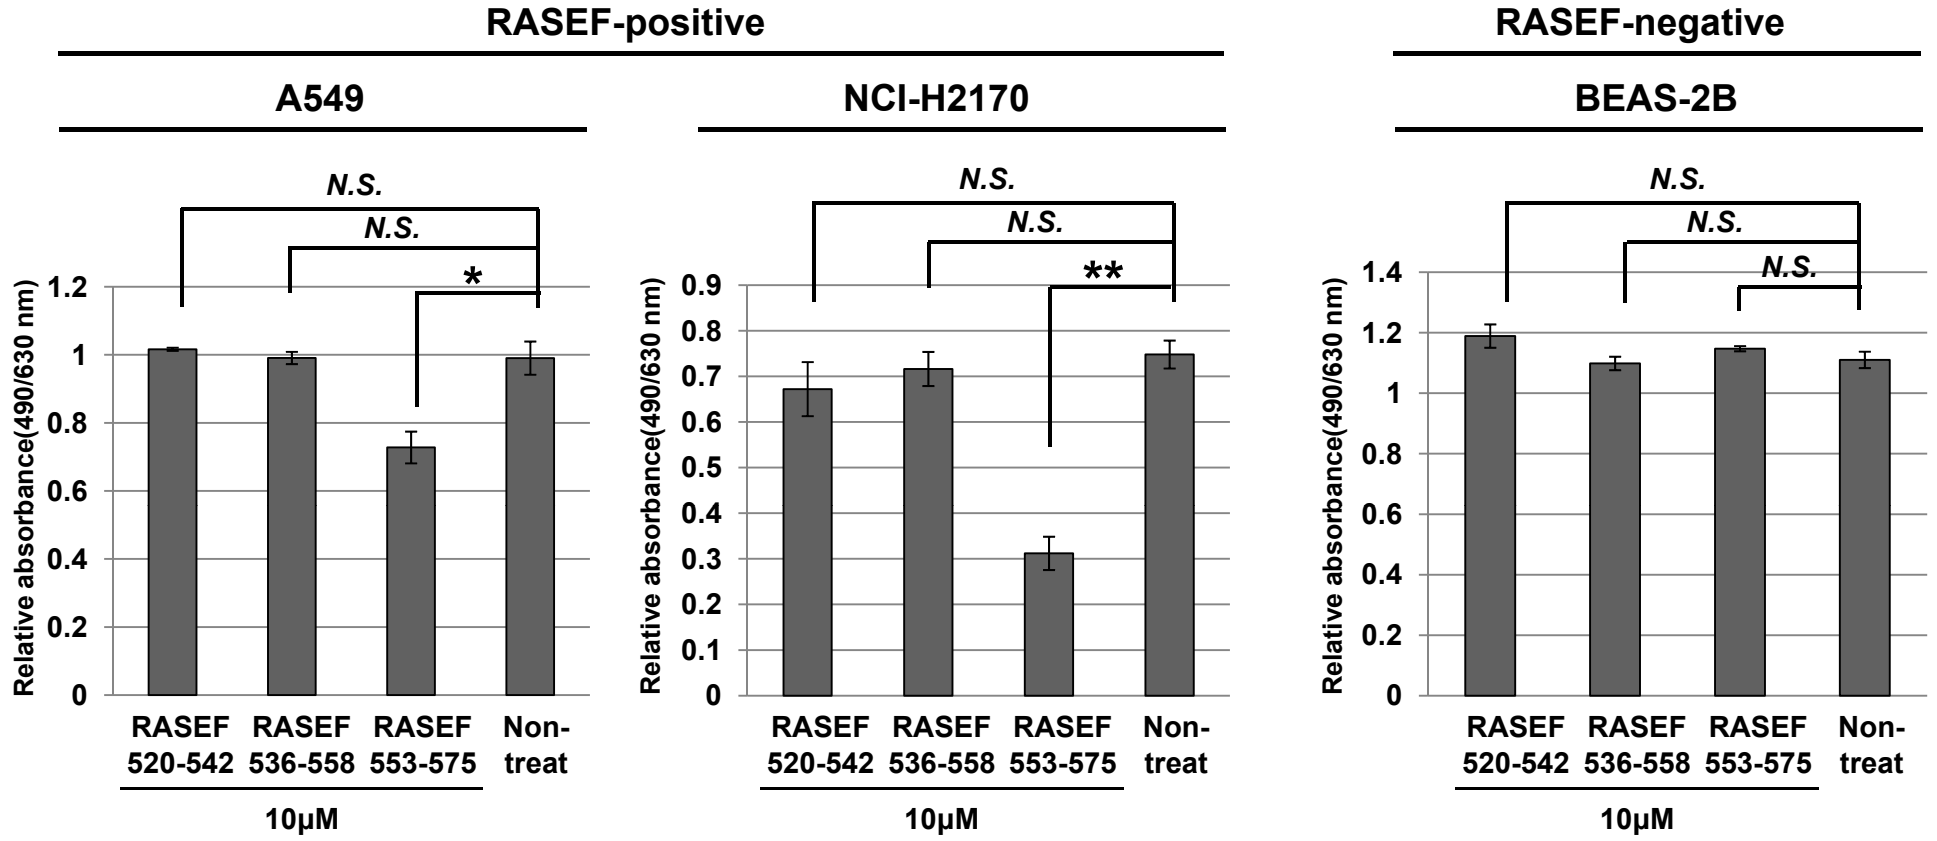 RASEF-positive
RASEF-negative
A549
NCI-H2170
BEAS-2B
N.S.
N.S.
*
Relative absorbance(490/630 nm)
1.2
1
0.8
0.6
0.4
0.2
0
RASEF 520-542
RASEF 536-558
RASEF 553-575
Non-treat
10µM
N.S.
N.S.
**
Relative absorbance(490/630 nm)
0.9
0.8
0.7
0.6
0.5
0.4
0.3
0.2
0.1
0
RASEF 520-542
RASEF 536-558
RASEF 553-575
Non-treat
10µM
N.S.
N.S.
N.S.
Relative absorbance(490/630 nm)
1.4
1.2
1
0.8
0.6
0.4
0.2
0
RASEF 520-542
RASEF 536-558
RASEF 553-575
Non-treat
10µM